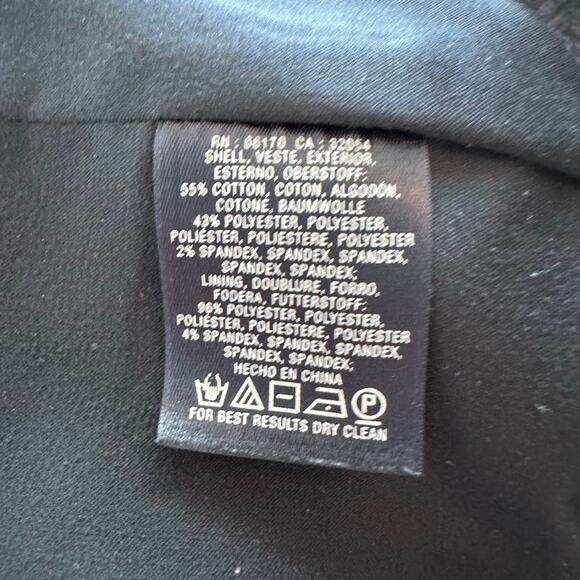 RN : 66170 CA : 32054
SHELL, VESTE, EXTERIOR,
ESTERNO, OBERSTOFF:
55% COTTON, COTON, ALGODÓN,
COTONE, BAUMWOLLE
43% POLYESTER, POLYESTER,
POLIÉSTER, POLIESTERE, POLYESTER
2% SPANDEX, SPANDEX, SPANDEX,
SPANDEX, SPANDEX;
LINING, DOUBLURE, FORRO,
FODERA, FUTTERSTOFF:
96% POLYESTER, POLYESTER,
POLIÉSTER, POLIESTERE, POLYESTER
4% SPANDEX, SPANDEX, SPANDEX,
SPANDEX, SPANDEX;
HECHO EN CHINA
P
FOR BEST RESULTS DRY CLEAN